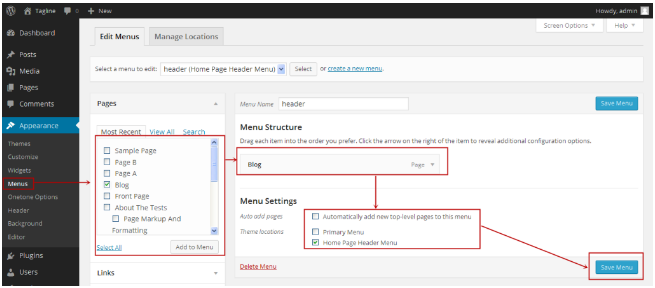 Tagline 0 + New
Howdy, admin
Screen Options
Help
Dashboard
Posts
Media
Pages
Comments
Appearance
Themes
Customise
Widgets
Menus
Onetone Options
Header
Background
Editor
Plugins
Users
Edit Menus
Manage Locations
Select a menu to edit: header (Home Page Header Menu) Select or create a new menu.
Pages
Most Recent View All Search
Sample Page
Page B
Page A
Blog
Front Page
About The Tests
Page Markup And
Formatting
Select All
Add to Menu
Links
Menu Name header
Save Menu
Menu Structure
Drag each item into the order you prefer. Click the arrow on the right of the item to reveal additional configuration options.
Blog Page
Menu Settings
Auto add pages Automatically add new top-level pages to this menu
Theme locations Primary Menu
Home Page Header Menu
Delete Menu
Save Menu